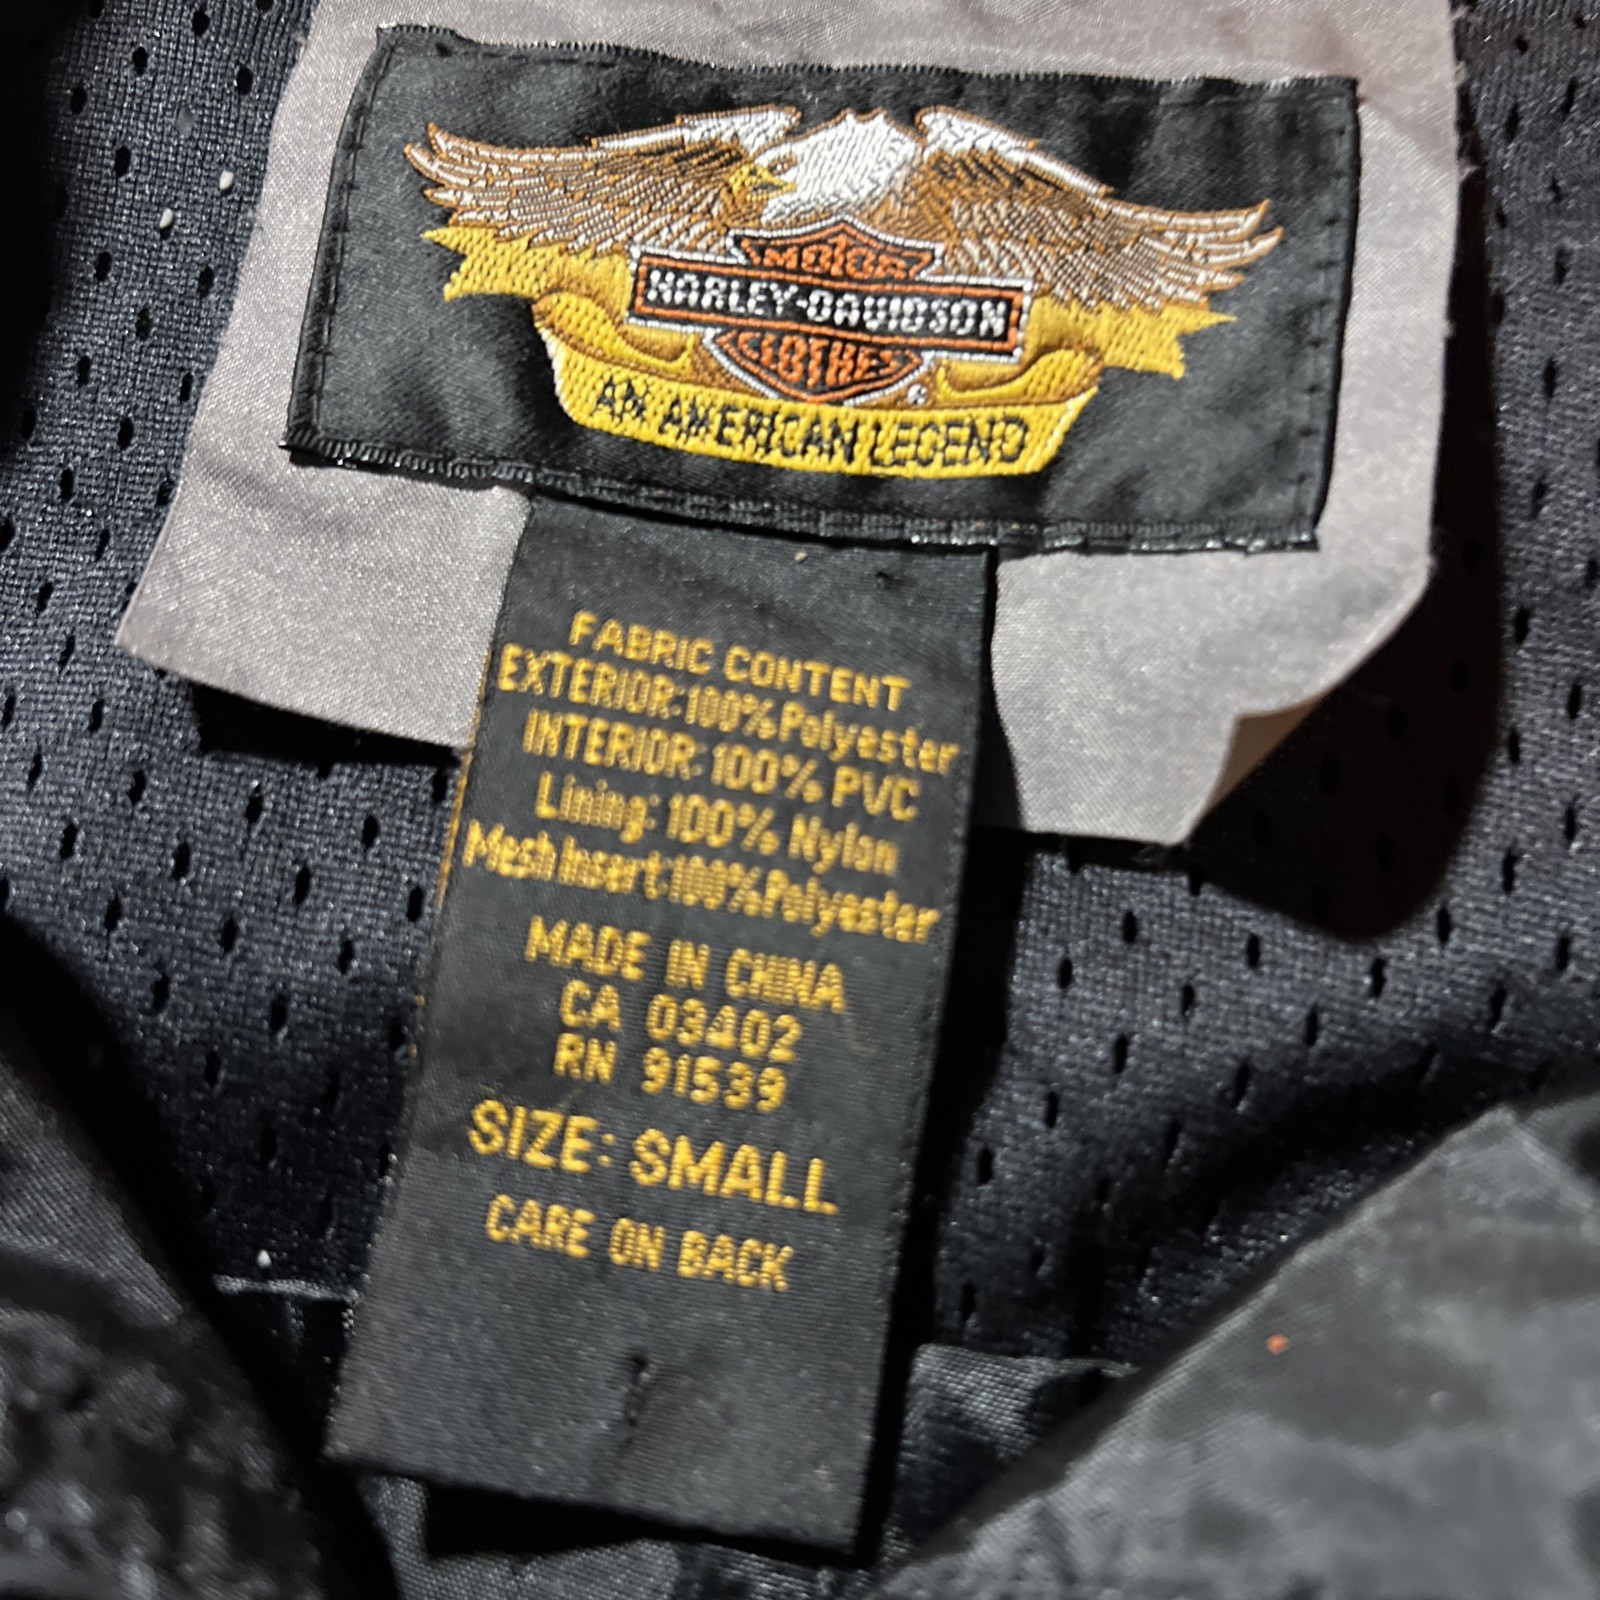 MOTOR
HARLEY-DAVIDSON
CLOTHES
®
AN AMERICAN LEGEND
FABRIC CONTENT
EXTERIOR:100% Polyester
INTERIOR:100% PVC
Lining:100% Nylon
Mesh Insert:100% Polyester
MADE IN CHINA
CA 03402
RN 91539
SIZE: SMALL
CARE ON BACK